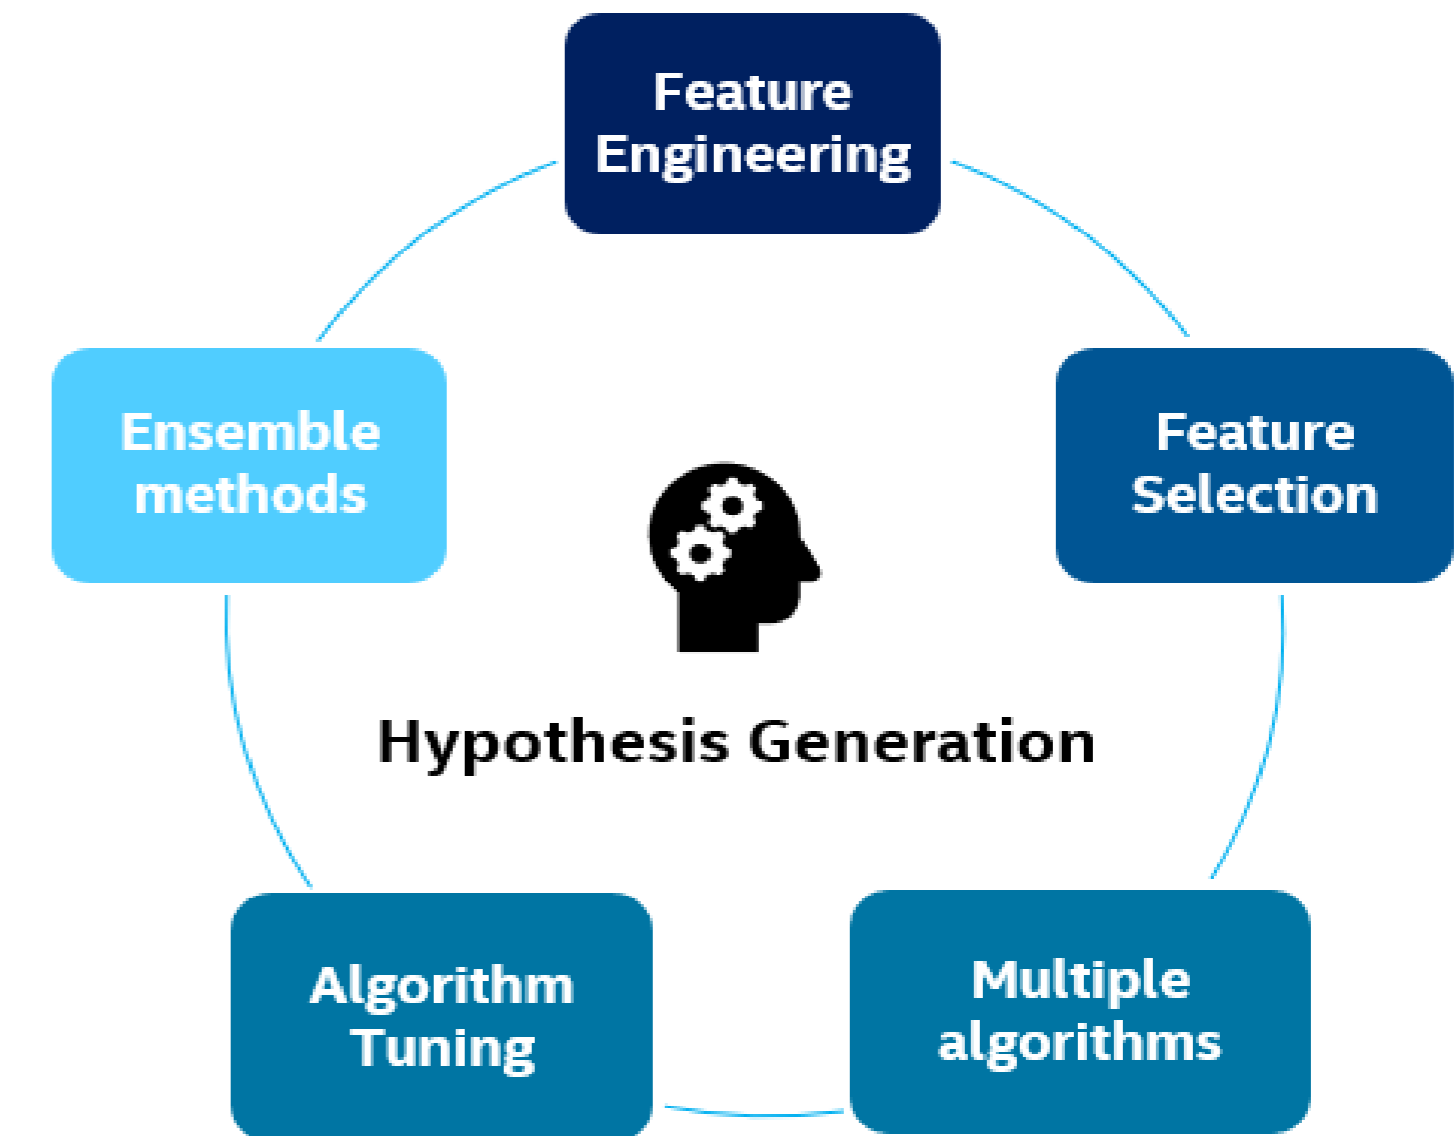 Feature
Engineering
Feature
Selection
Multiple
algorithms
Algorithm
Tuning
Ensemble
methods
Hypothesis Generation